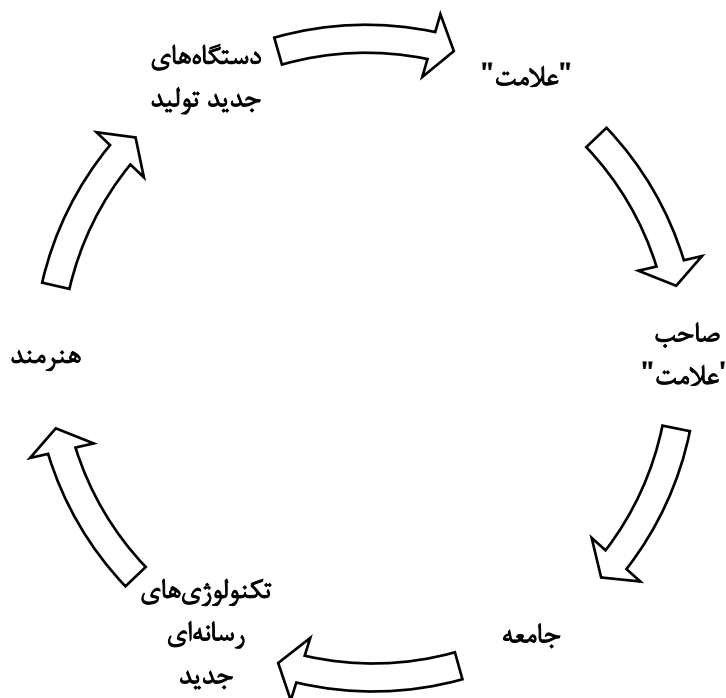 دستگاه‌های
جدید تولید
"علامت"
صاحب
"علامت'
جامعه
تکنولوژی‌های
رسانه‌ای
جدید
هنرمند